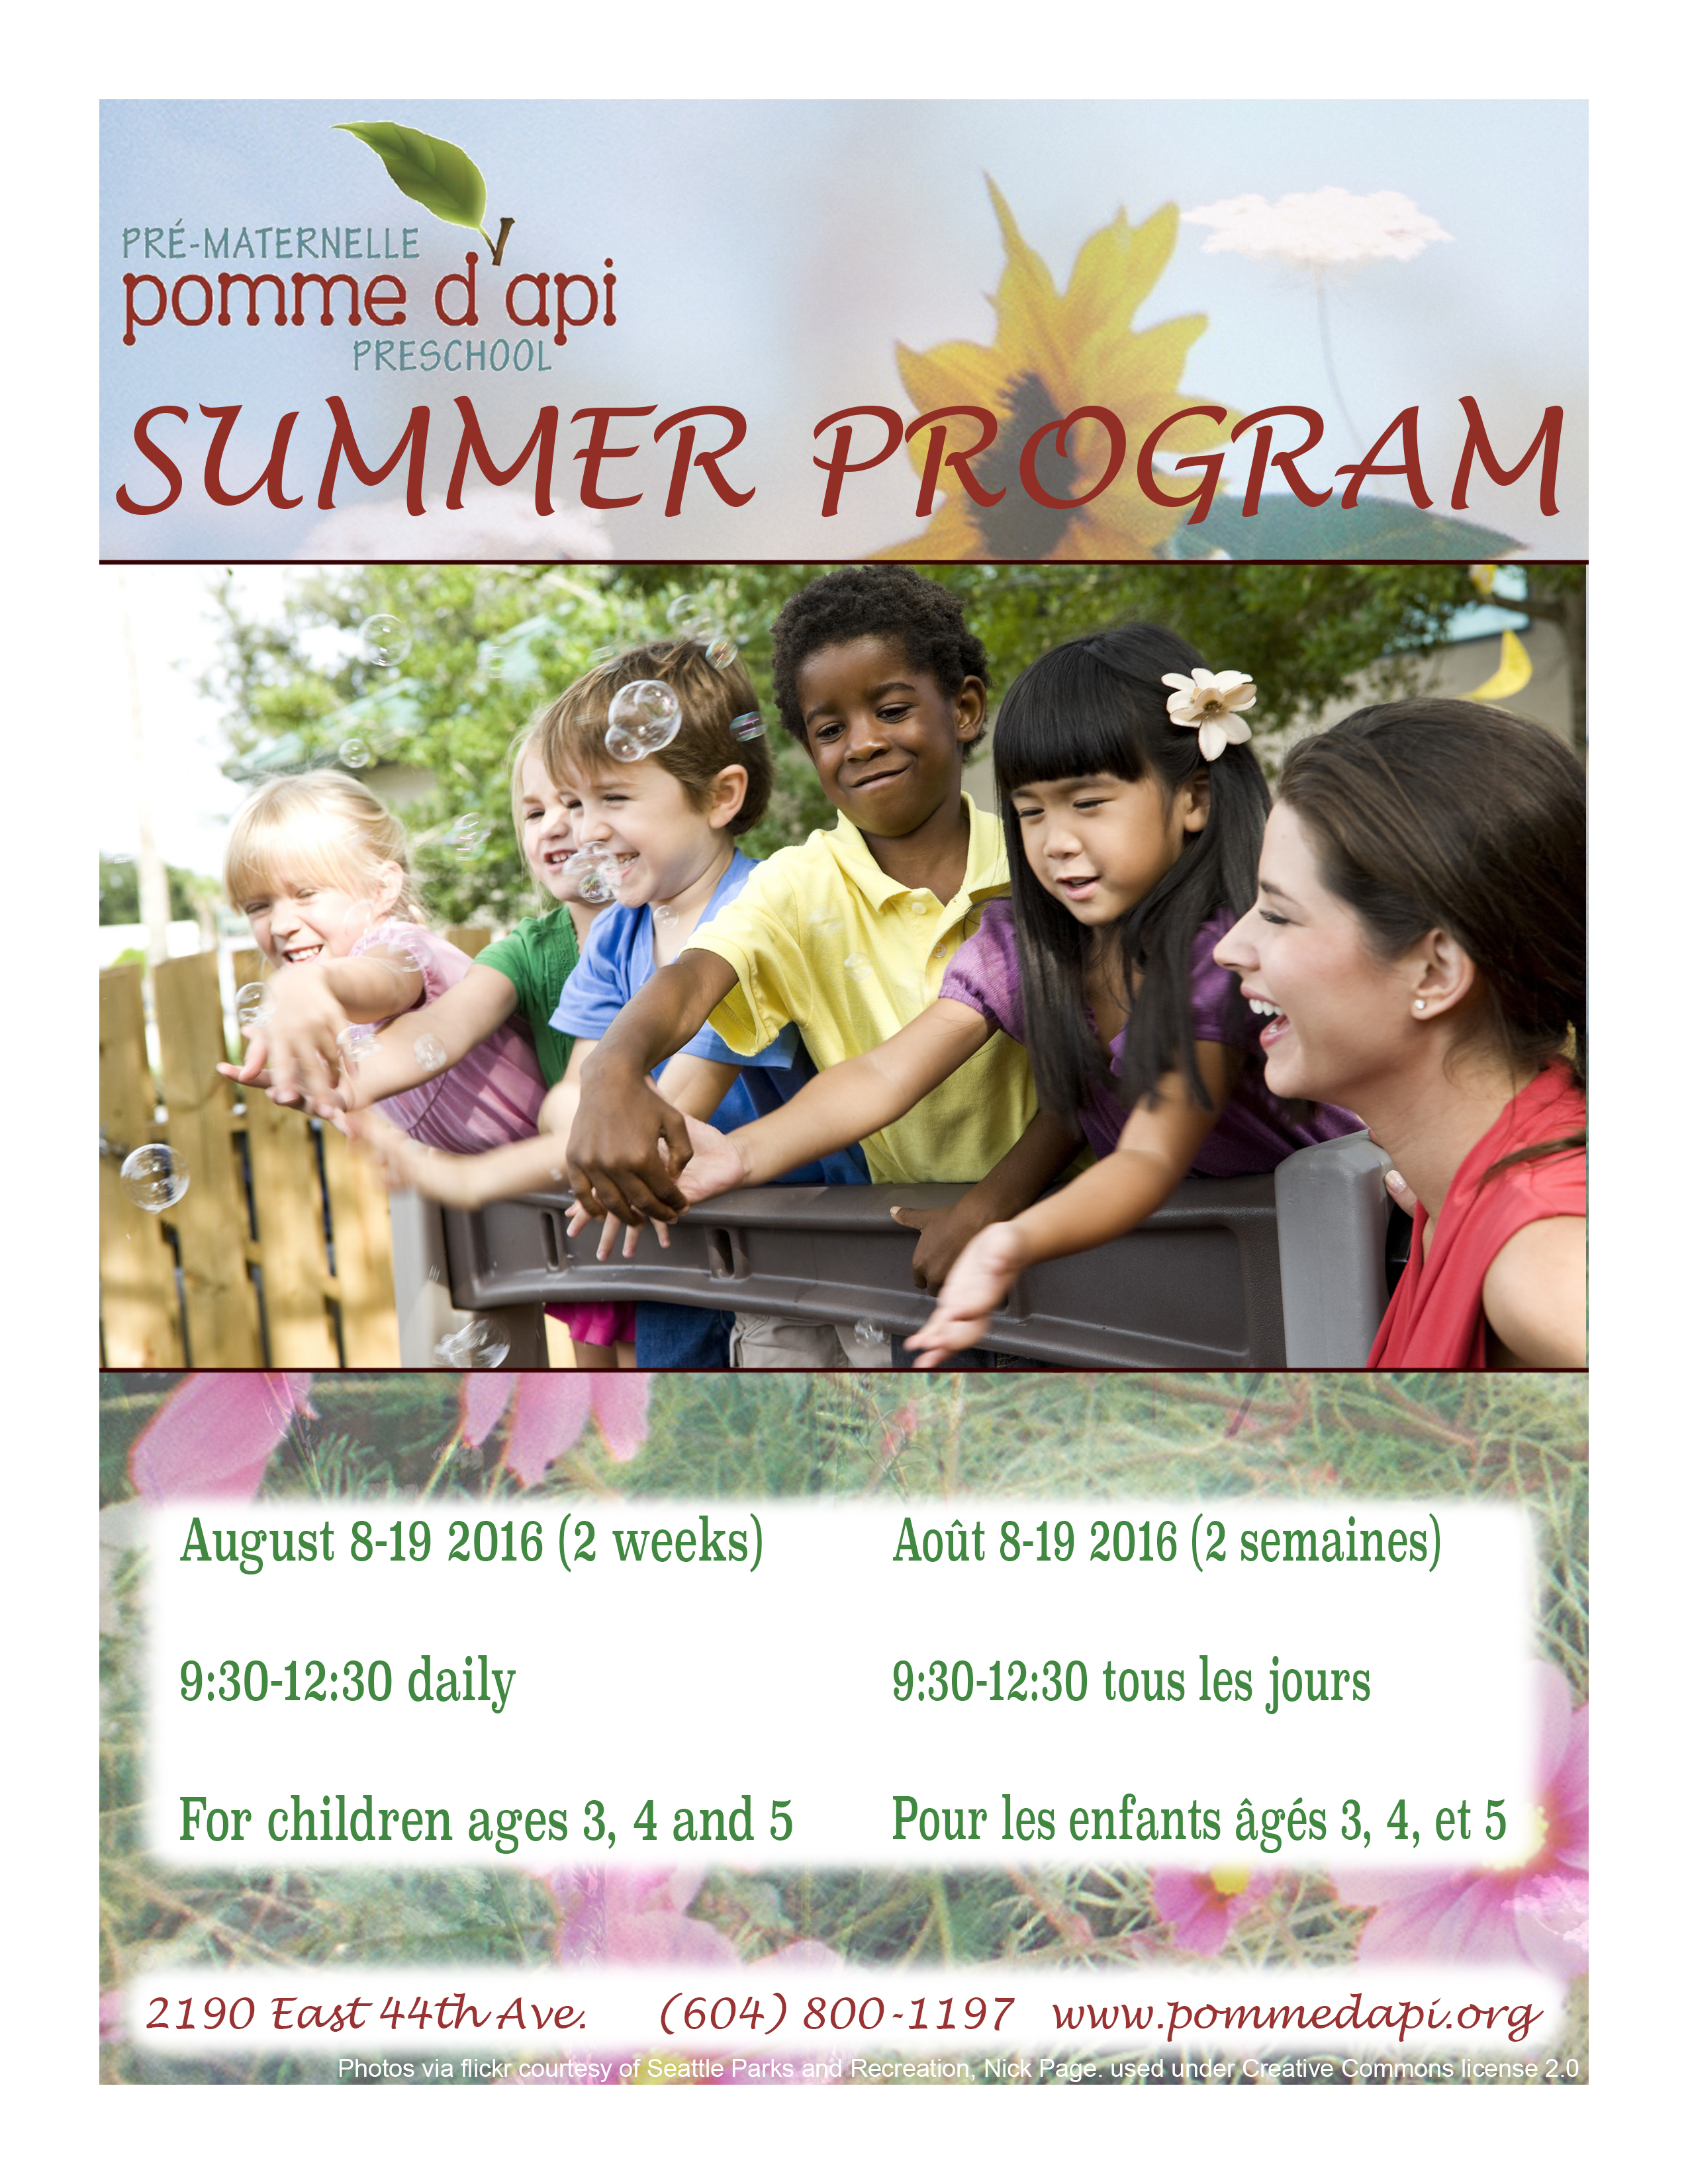 PRÉ-MATERNELLE
pomme d'api
PRESCHOOL
SUMMER PROGRAM
August 8-19 2016 (2 weeks)
Août 8-19 2016 (2 semaines)
9:30-12:30 daily
9:30-12:30 tous les jours
For children ages 3, 4 and 5
Pour les enfants âgés 3, 4, et 5
2190 East 44th Ave. (604) 800-1197 www.pommedapi.org
Photos via flickr courtesy of Seattle Parks and Recreation, Nick Page. used under Creative Commons license 2.0